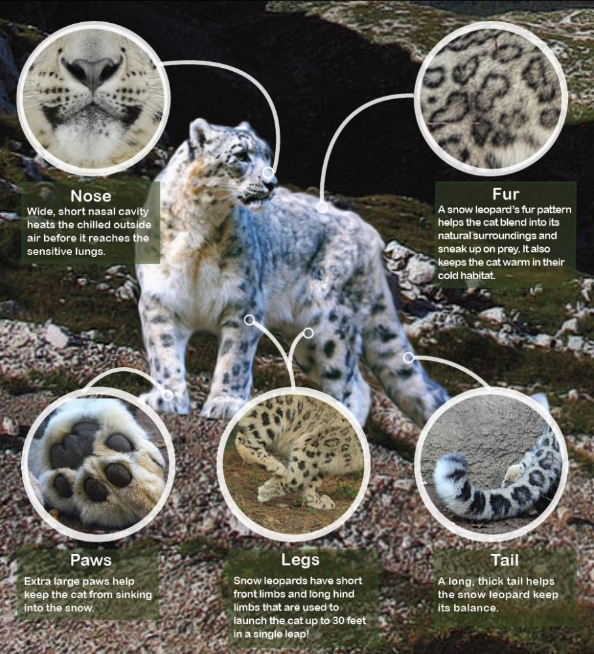 Nose
Wide, short nasal cavity
heats the chilled outside
air before it reaches the
sensitive lungs.
Fur
A snow leopard's fur pattern
helps the cat blend into its
natural surroundings and
sneak up on prey. It also
keeps the cat warm in their
cold habitat.
Paws
Extra large paws help
keep the cat from sinking
into the snow.
Legs
Snow leopards have short
front limbs and long hind
limbs that are used to
launch the cat up to 30 feet
in a single leap!
Tail
A long, thick tail helps
the snow leopard keep
its balance.